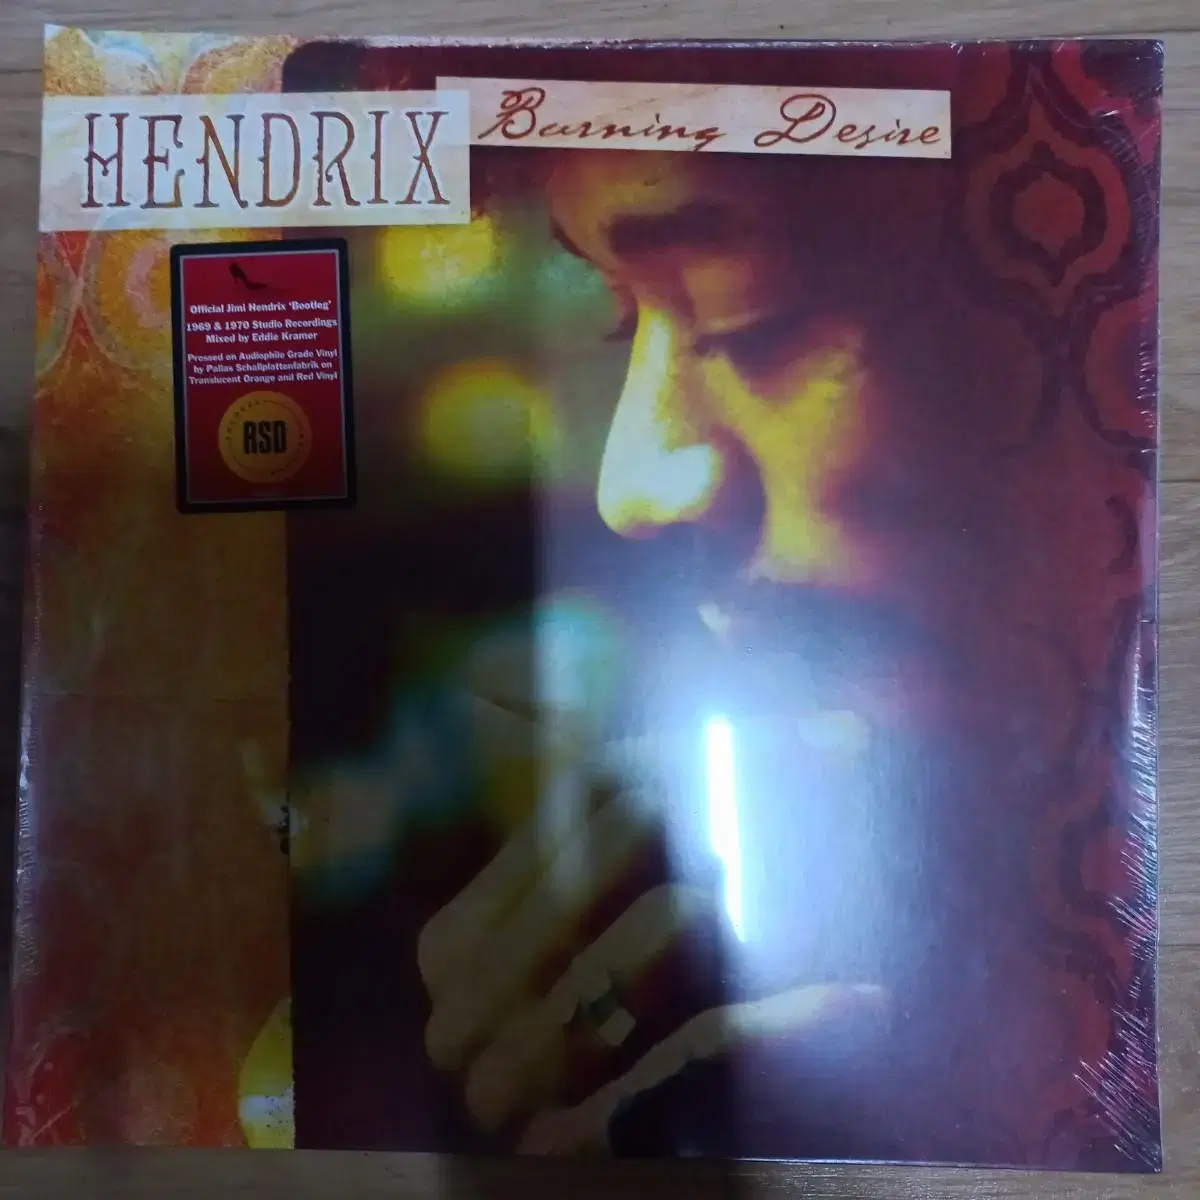 HENDRIX
Burning Desire
Official Jimi Hendrix 'Bootleg'
1969 & 1970 Studio Recordings
Mixed by Eddie Kramer
Pressed on Audiophile Grade Vinyl
by Pallas Schallplattenfabrik on
Translucent Orange and Red Vinyl
RSD